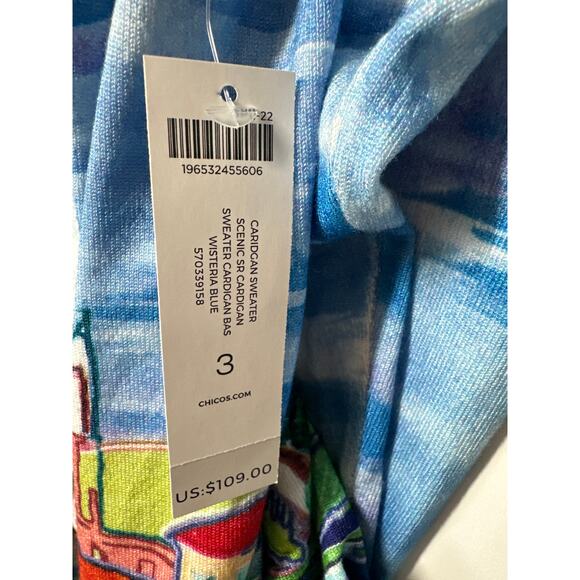 22
196532455606
CARIDGAN SWEATER
SCENIC SR CARDIGAN
SWEATER CARDIGAN BAS
WISTERIA BLUE
570339158
3
CHICOS.COM
US:$109.00